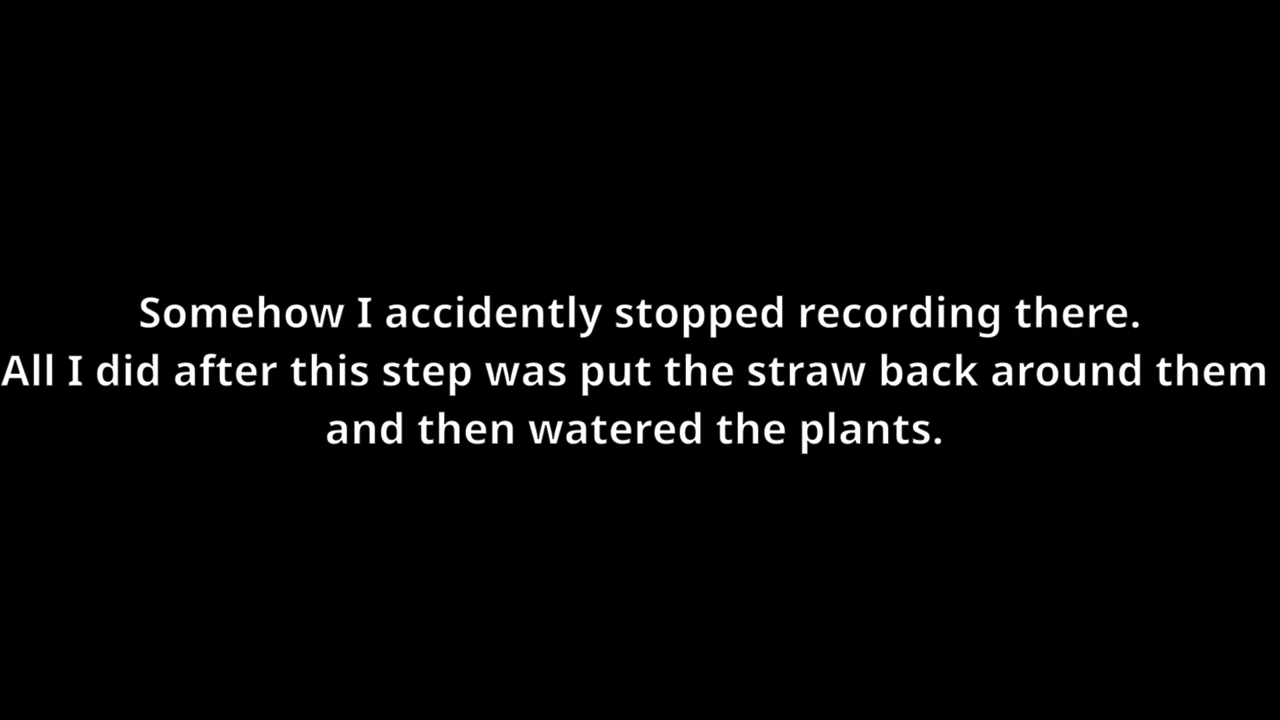 Somehow I accidently stopped recording there.
All I did after this step was put the straw back around them
and then watered the plants.